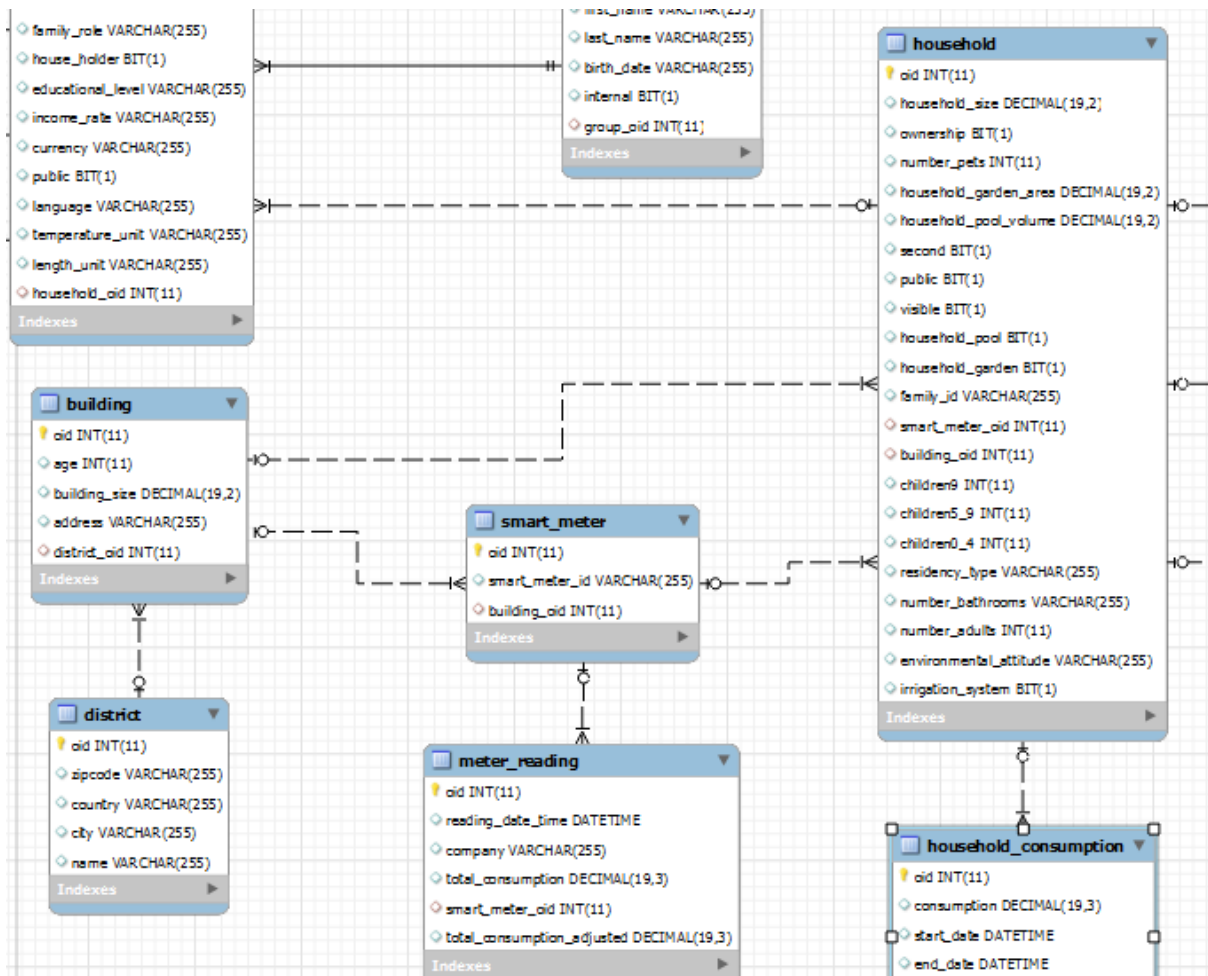 family_role VARCHAR(255)
house_holder BIT(1)
educational_level VARCHAR(255)
income_rate VARCHAR(255)
currency VARCHAR(255)
public BIT(1)
language VARCHAR(255)
temperature_unit VARCHAR(255)
length_unit VARCHAR(255)
household_oid INT(11)
Indexes
last_name VARCHAR(255)
birth_date VARCHAR(255)
internal BIT(1)
group_oid INT(11)
Indexes
household
oid INT(11)
household_size DECIMAL(19,2)
ownership BIT(1)
number_pets INT(11)
household_garden_area DECIMAL(19,2)
household_pool_volume DECIMAL(19,2)
second BIT(1)
public BIT(1)
visible BIT(1)
household_pool BIT(1)
household_garden BIT(1)
family_id VARCHAR(255)
smart_meter_oid INT(11)
building_oid INT(11)
children9 INT(11)
children5_9 INT(11)
children0_4 INT(11)
residency_type VARCHAR(255)
number_bathrooms VARCHAR(255)
number_adults INT(11)
environmental_attitude VARCHAR(255)
irrigation_system BIT(1)
Indexes
building
oid INT(11)
age INT(11)
building_size DECIMAL(19,2)
address VARCHAR(255)
district_oid INT(11)
Indexes
smart_meter
oid INT(11)
smart_meter_id VARCHAR(255)
building_oid INT(11)
Indexes
district
oid INT(11)
zipcode VARCHAR(255)
country VARCHAR(255)
city VARCHAR(255)
name VARCHAR(255)
Indexes
meter_reading
oid INT(11)
reading_date_time DATETIME
company VARCHAR(255)
total_consumption DECIMAL(19,3)
smart_meter_oid INT(11)
total_consumption_adjusted DECIMAL(19,3)
Indexes
household_consumption
oid INT(11)
consumption DECIMAL(19,3)
start_date DATETIME
end_date DATETIME